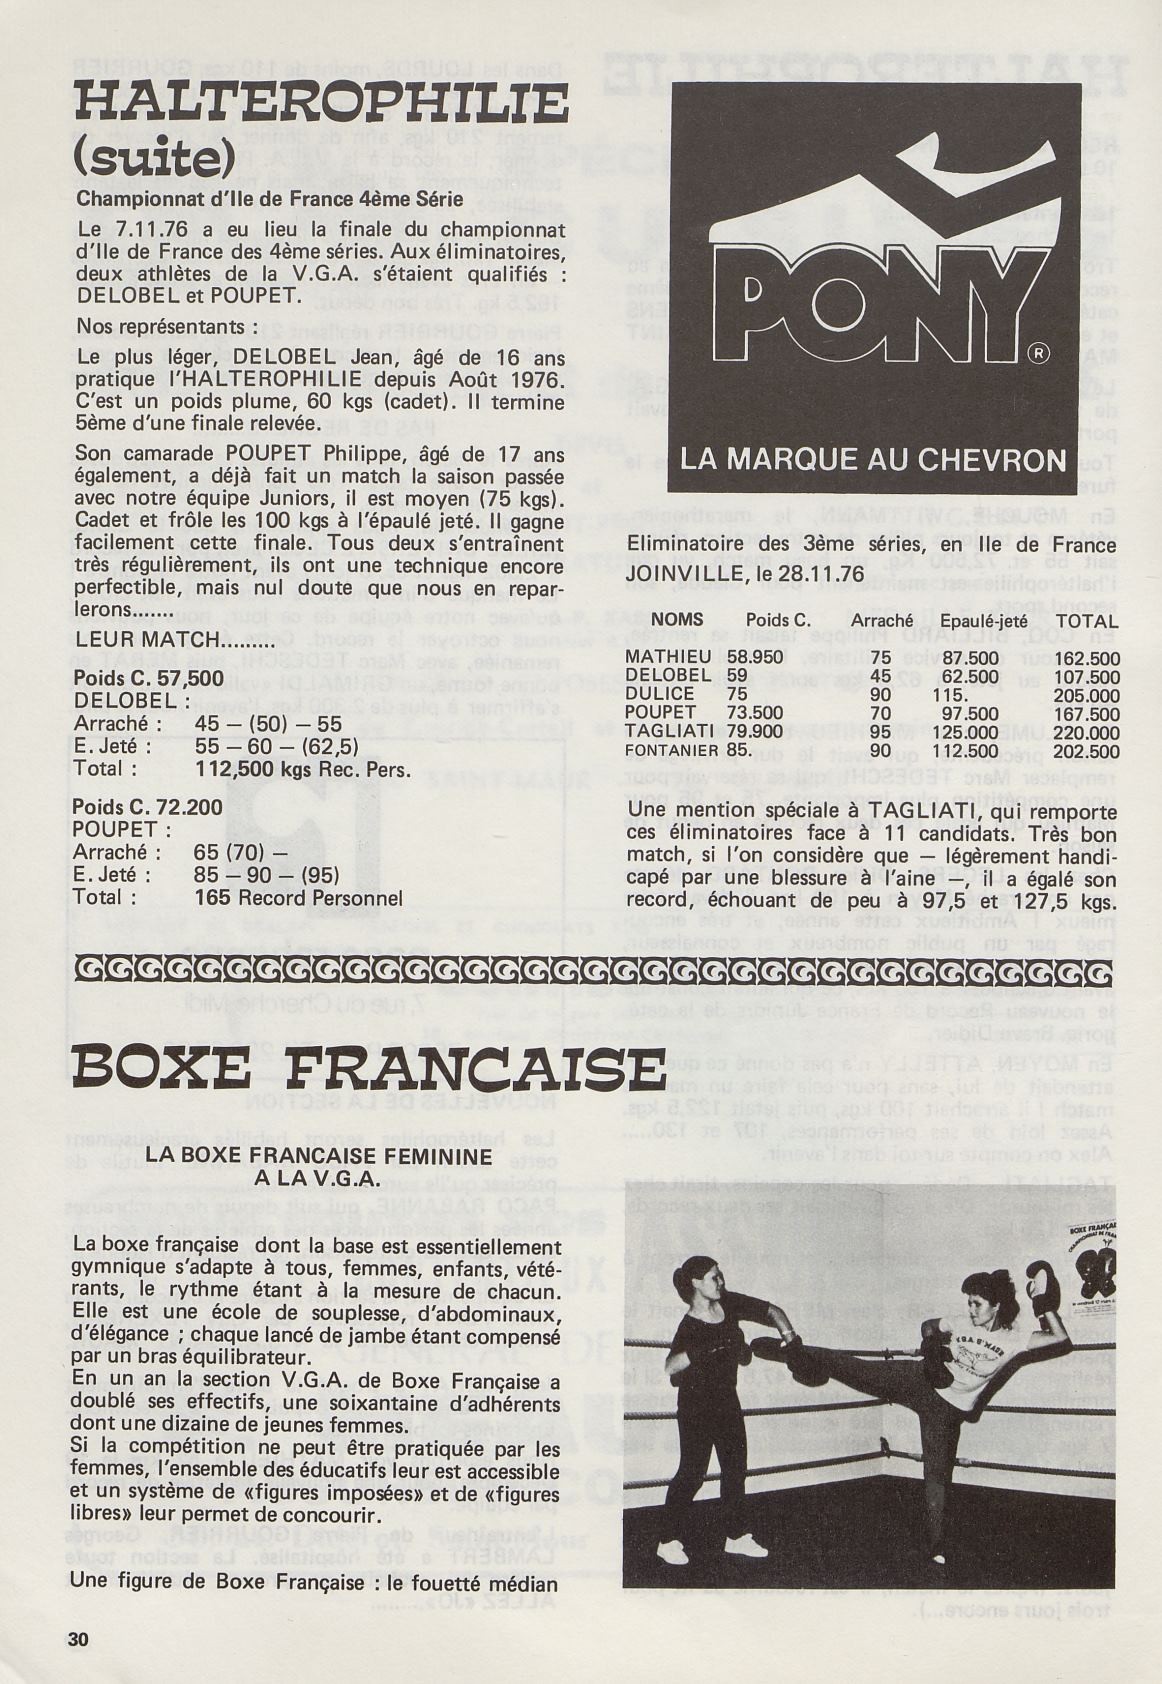 HALTEROPHILIE
(suite)
Championnat d'Ile de France 4ème Série
Le 7.11.76 a eu lieu la finale du championnat
d'Ile de France des 4ème séries. Aux éliminatoires,
deux athlètes de la V.G.A. s'étaient qualifiés :
DELOBEL et POUPET.
Nos représentants :
Le plus léger, DELOBEL Jean, âgé de 16 ans
pratique l'HALTEROPHILIE depuis Août 1976.
C'est un poids plume, 60 kgs (cadet). Il termine
5ème d'une finale relevée.
Son camarade POUPET Philippe, âgé de 17 ans
également, a déjà fait un match la saison passée
avec notre équipe Juniors, il est moyen (75 kgs).
Cadet et frôle les 100 kgs à l'épaulé jeté. Il gagne
facilement cette finale. Tous deux s'entraînent
très régulièrement, ils ont une technique encore
perfectible, mais nul doute que nous en repar-
lerons.......
LEUR MATCH.........
Poids C. 57,500
DELOBEL :
Arraché : 45 – (50) – 55
E. Jeté : 55 – 60 – (62,5)
Total : 112,500 kgs Rec. Pers.
Poids C. 72.200
POUPET :
Arraché : 65 (70) –
E. Jeté : 85 – 90 – (95)
Total : 165 Record Personnel
PONY ®
LA MARQUE AU CHEVRON
Eliminatoire des 3ème séries, en Ile de France
JOINVILLE, le 28.11.76
NOMS Poids C. Arraché Epaulé-jeté TOTAL
MATHIEU 58.950 75 87.500 162.500
DELOBEL 59 45 62.500 107.500
DULICE 75 90 115. 205.000
POUPET 73.500 70 97.500 167.500
TAGLIATI 79.900 95 125.000 220.000
FONTANIER 85. 90 112.500 202.500
Une mention spéciale à TAGLIATI, qui remporte
ces éliminatoires face à 11 candidats. Très bon
match, si l'on considère que — légèrement handi-
capé par une blessure à l'aine —, il a égalé son
record, échouant de peu à 97,5 et 127,5 kgs.
BOXE FRANCAISE
LA BOXE FRANCAISE FEMININE
A LA V.G.A.
La boxe française dont la base est essentiellement
gymnique s'adapte à tous, femmes, enfants, vété-
rants, le rythme étant à la mesure de chacun.
Elle est une école de souplesse, d'abdominaux,
d'élégance ; chaque lancé de jambe étant compensé
par un bras équilibrateur.
En un an la section V.G.A. de Boxe Française a
doublé ses effectifs, une soixantaine d'adhérents
dont une dizaine de jeunes femmes.
Si la compétition ne peut être pratiquée par les
femmes, l'ensemble des éducatifs leur est accessible
et un système de «figures imposées» et de «figures
libres» leur permet de concourir.
Une figure de Boxe Française : le fouetté médian
BOXE FRANÇAI
V.G.A. St MAUR
30